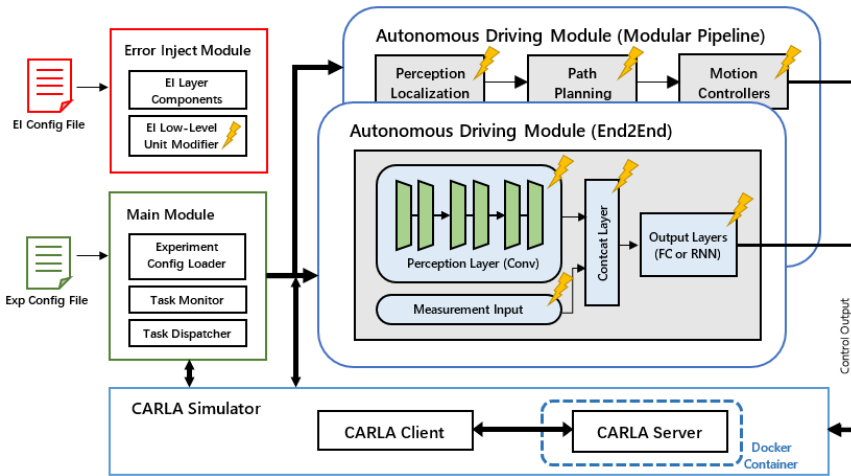 Error Inject Module
EI Layer
Components
EI Low-Level
Unit Modifier
EI Config File
Main Module
Experiment
Config Loader
Task Monitor
Task Dispatcher
Exp Config File
Autonomous Driving Module (Modular Pipeline)
Perception
Localization
Path
Planning
Motion
Controllers
Autonomous Driving Module (End2End)
Perception Layer (Conv)
Measurement Input
Contcat Layer
Output Layers
(FC or RNN)
Control Output
CARLA Simulator
CARLA Client
CARLA Server
Docker
Container